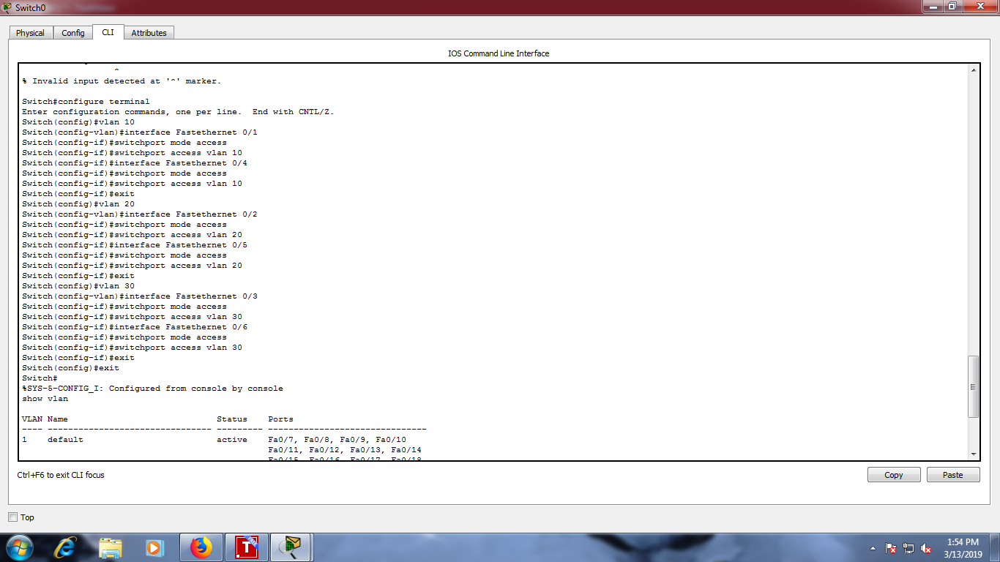 Switch0
Physical Config CLI Attributes
IOS Command Line Interface
^
% Invalid input detected at '^' marker.
Switch#configure terminal
Enter configuration commands, one per line.  End with CNTL/Z.
Switch(config)#vlan 10
Switch(config-vlan)#interface Fastethernet 0/1
Switch(config-if)#switchport mode access
Switch(config-if)#switchport access vlan 10
Switch(config-if)#interface Fastethernet 0/4
Switch(config-if)#switchport mode access
Switch(config-if)#switchport access vlan 10
Switch(config-if)#exit
Switch(config)#vlan 20
Switch(config-vlan)#interface Fastethernet 0/2
Switch(config-if)#switchport mode access
Switch(config-if)#switchport access vlan 20
Switch(config-if)#interface Fastethernet 0/5
Switch(config-if)#switchport mode access
Switch(config-if)#switchport access vlan 20
Switch(config-if)#exit
Switch(config)#vlan 30
Switch(config-vlan)#interface Fastethernet 0/3
Switch(config-if)#switchport mode access
Switch(config-if)#switchport access vlan 30
Switch(config-if)#interface Fastethernet 0/6
Switch(config-if)#switchport mode access
Switch(config-if)#switchport access vlan 30
Switch(config-if)#exit
Switch(config)#exit
Switch#
%SYS-5-CONFIG_I: Configured from console by console
show vlan
VLAN Name                             Status    Ports
---- -------------------------------- --------- -------------------------------
1    default                          active    Fa0/7, Fa0/8, Fa0/9, Fa0/10
Fa0/11, Fa0/12, Fa0/13, Fa0/14
Fa0/15, Fa0/16, Fa0/17, Fa0/18
Ctrl+F6 to exit CLI focus
Copy Paste
Top
1:54 PM
3/13/2019